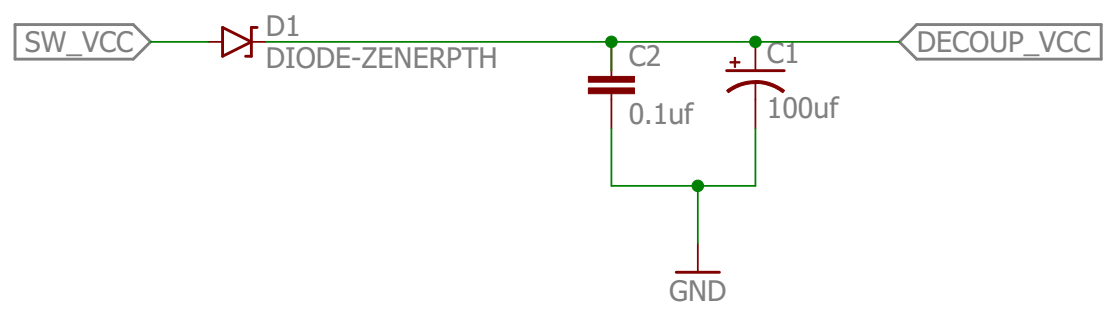 SW_VCC
D1
DIODE-ZENERPTH
C2
0.1uf
+
C1
100uf
DECOUP_VCC
GND